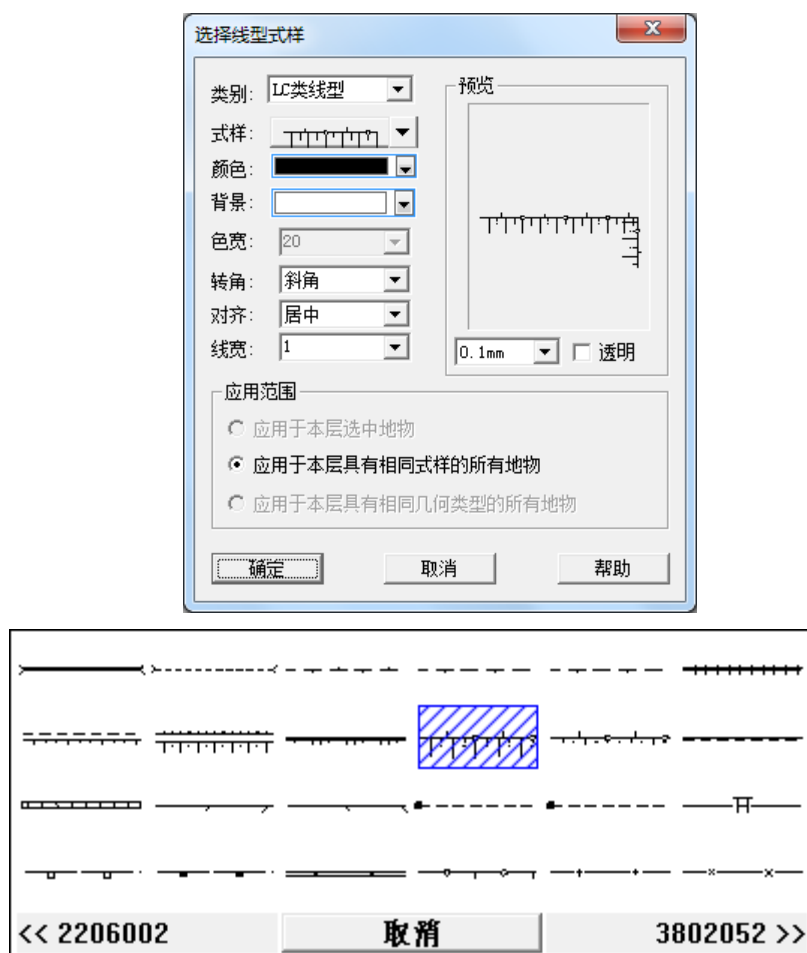 选择线型式样
类别: LC类线型
预览
式样:
颜色:
背景:
色宽: 20
转角: 斜角
对齐: 居中
线宽: 1
0.1mm
透明
应用范围
应用于本层选中地物
应用于本层具有相同式样的所有地物
应用于本层具有相同几何类型的所有地物
确定
取消
帮助
<< 2206002
取消
3802052 >>